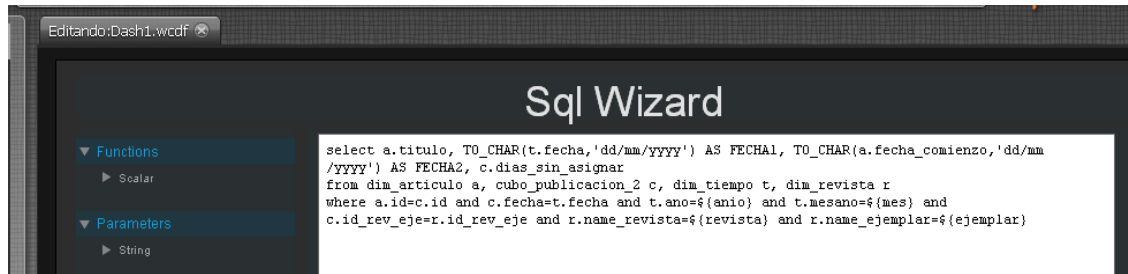 Editando:Dash1.wcdf
Sql Wizard
Functions
Scalar
Parameters
String
select a.titulo, TO_CHAR(t.fecha,'dd/mm/yyyy') AS FECHA1, TO_CHAR(a.fecha_comienzo,'dd/mm
/yyyy') AS FECHA2, c.dias_sin_asignar
from dim_articulo a, cubo_publicacion_2 c, dim_tiempo t, dim_revista r
where a.id=c.id and c.fecha=t.fecha and t.ano=${anio} and t.mesano=${mes} and
c.id_rev_eje=r.id_rev_eje and r.name_revista=${revista} and r.name_ejemplar=${ejemplar}